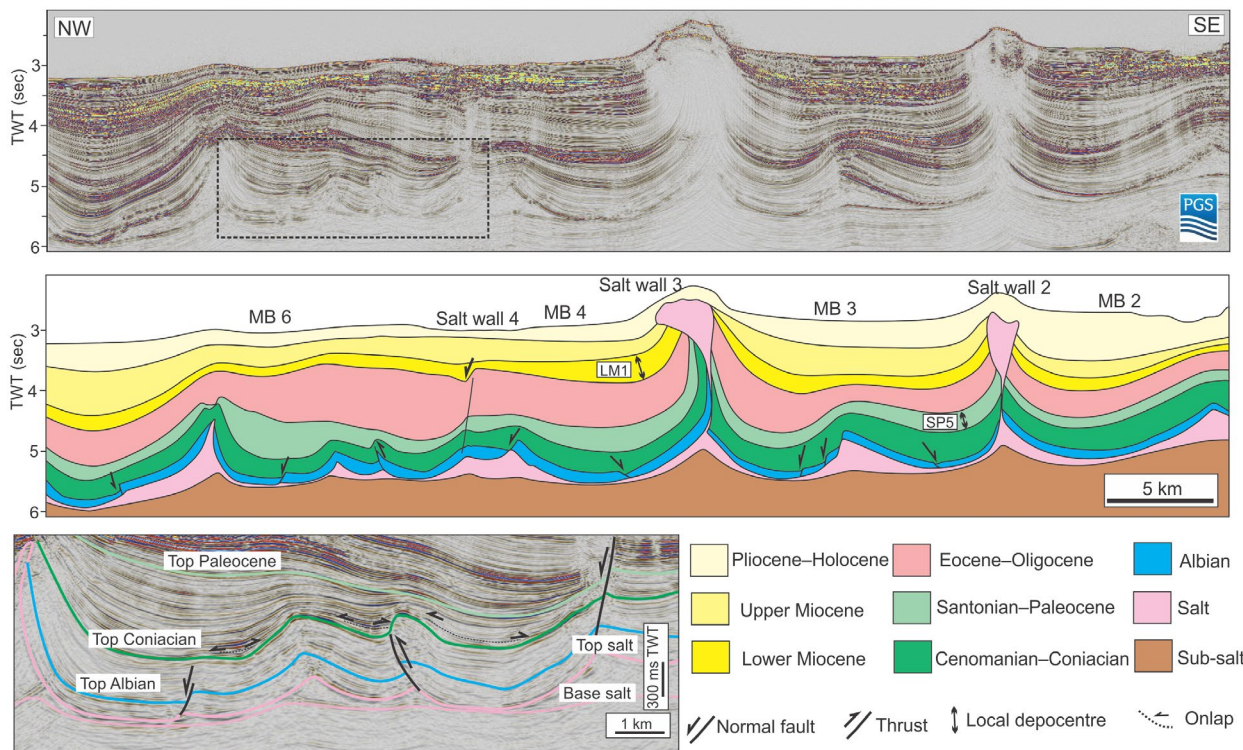 NW
SE
TWT (sec)
3
4
5
6
PGS
Salt wall 3
Salt wall 2
MB 6
Salt wall 4
MB 4
MB 3
MB 2
TWT (sec)
3
4
5
6
LM1
SP5
5 km
Top Paleocene
Top Coniacian
Top salt
Top Albian
Base salt
300 ms TWT
1 km
Pliocene–Holocene
Eocene–Oligocene
Albian
Upper Miocene
Santonian–Paleocene
Salt
Lower Miocene
Cenomanian–Coniacian
Sub-salt
Normal fault
Thrust
Local depocentre
Onlap